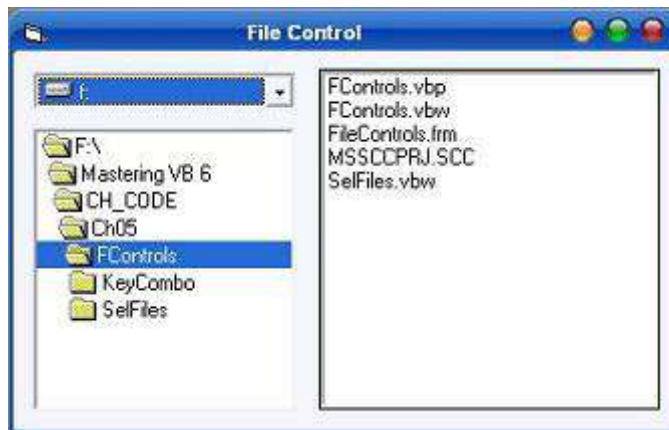 File Control
f:
F:\
Mastering VB 6
CH_CODE
Ch05
FControls
KeyCombo
SelFiles
FControls.vbp
FControls.vbw
FileControls.frm
MSSCCPRJ.SCC
SelFiles.vbw